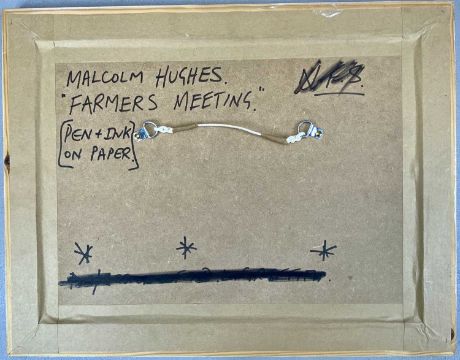 MALCOLM HUGHES.
"FARMERS MEETING."
[PEN + INK
ON PAPER.]